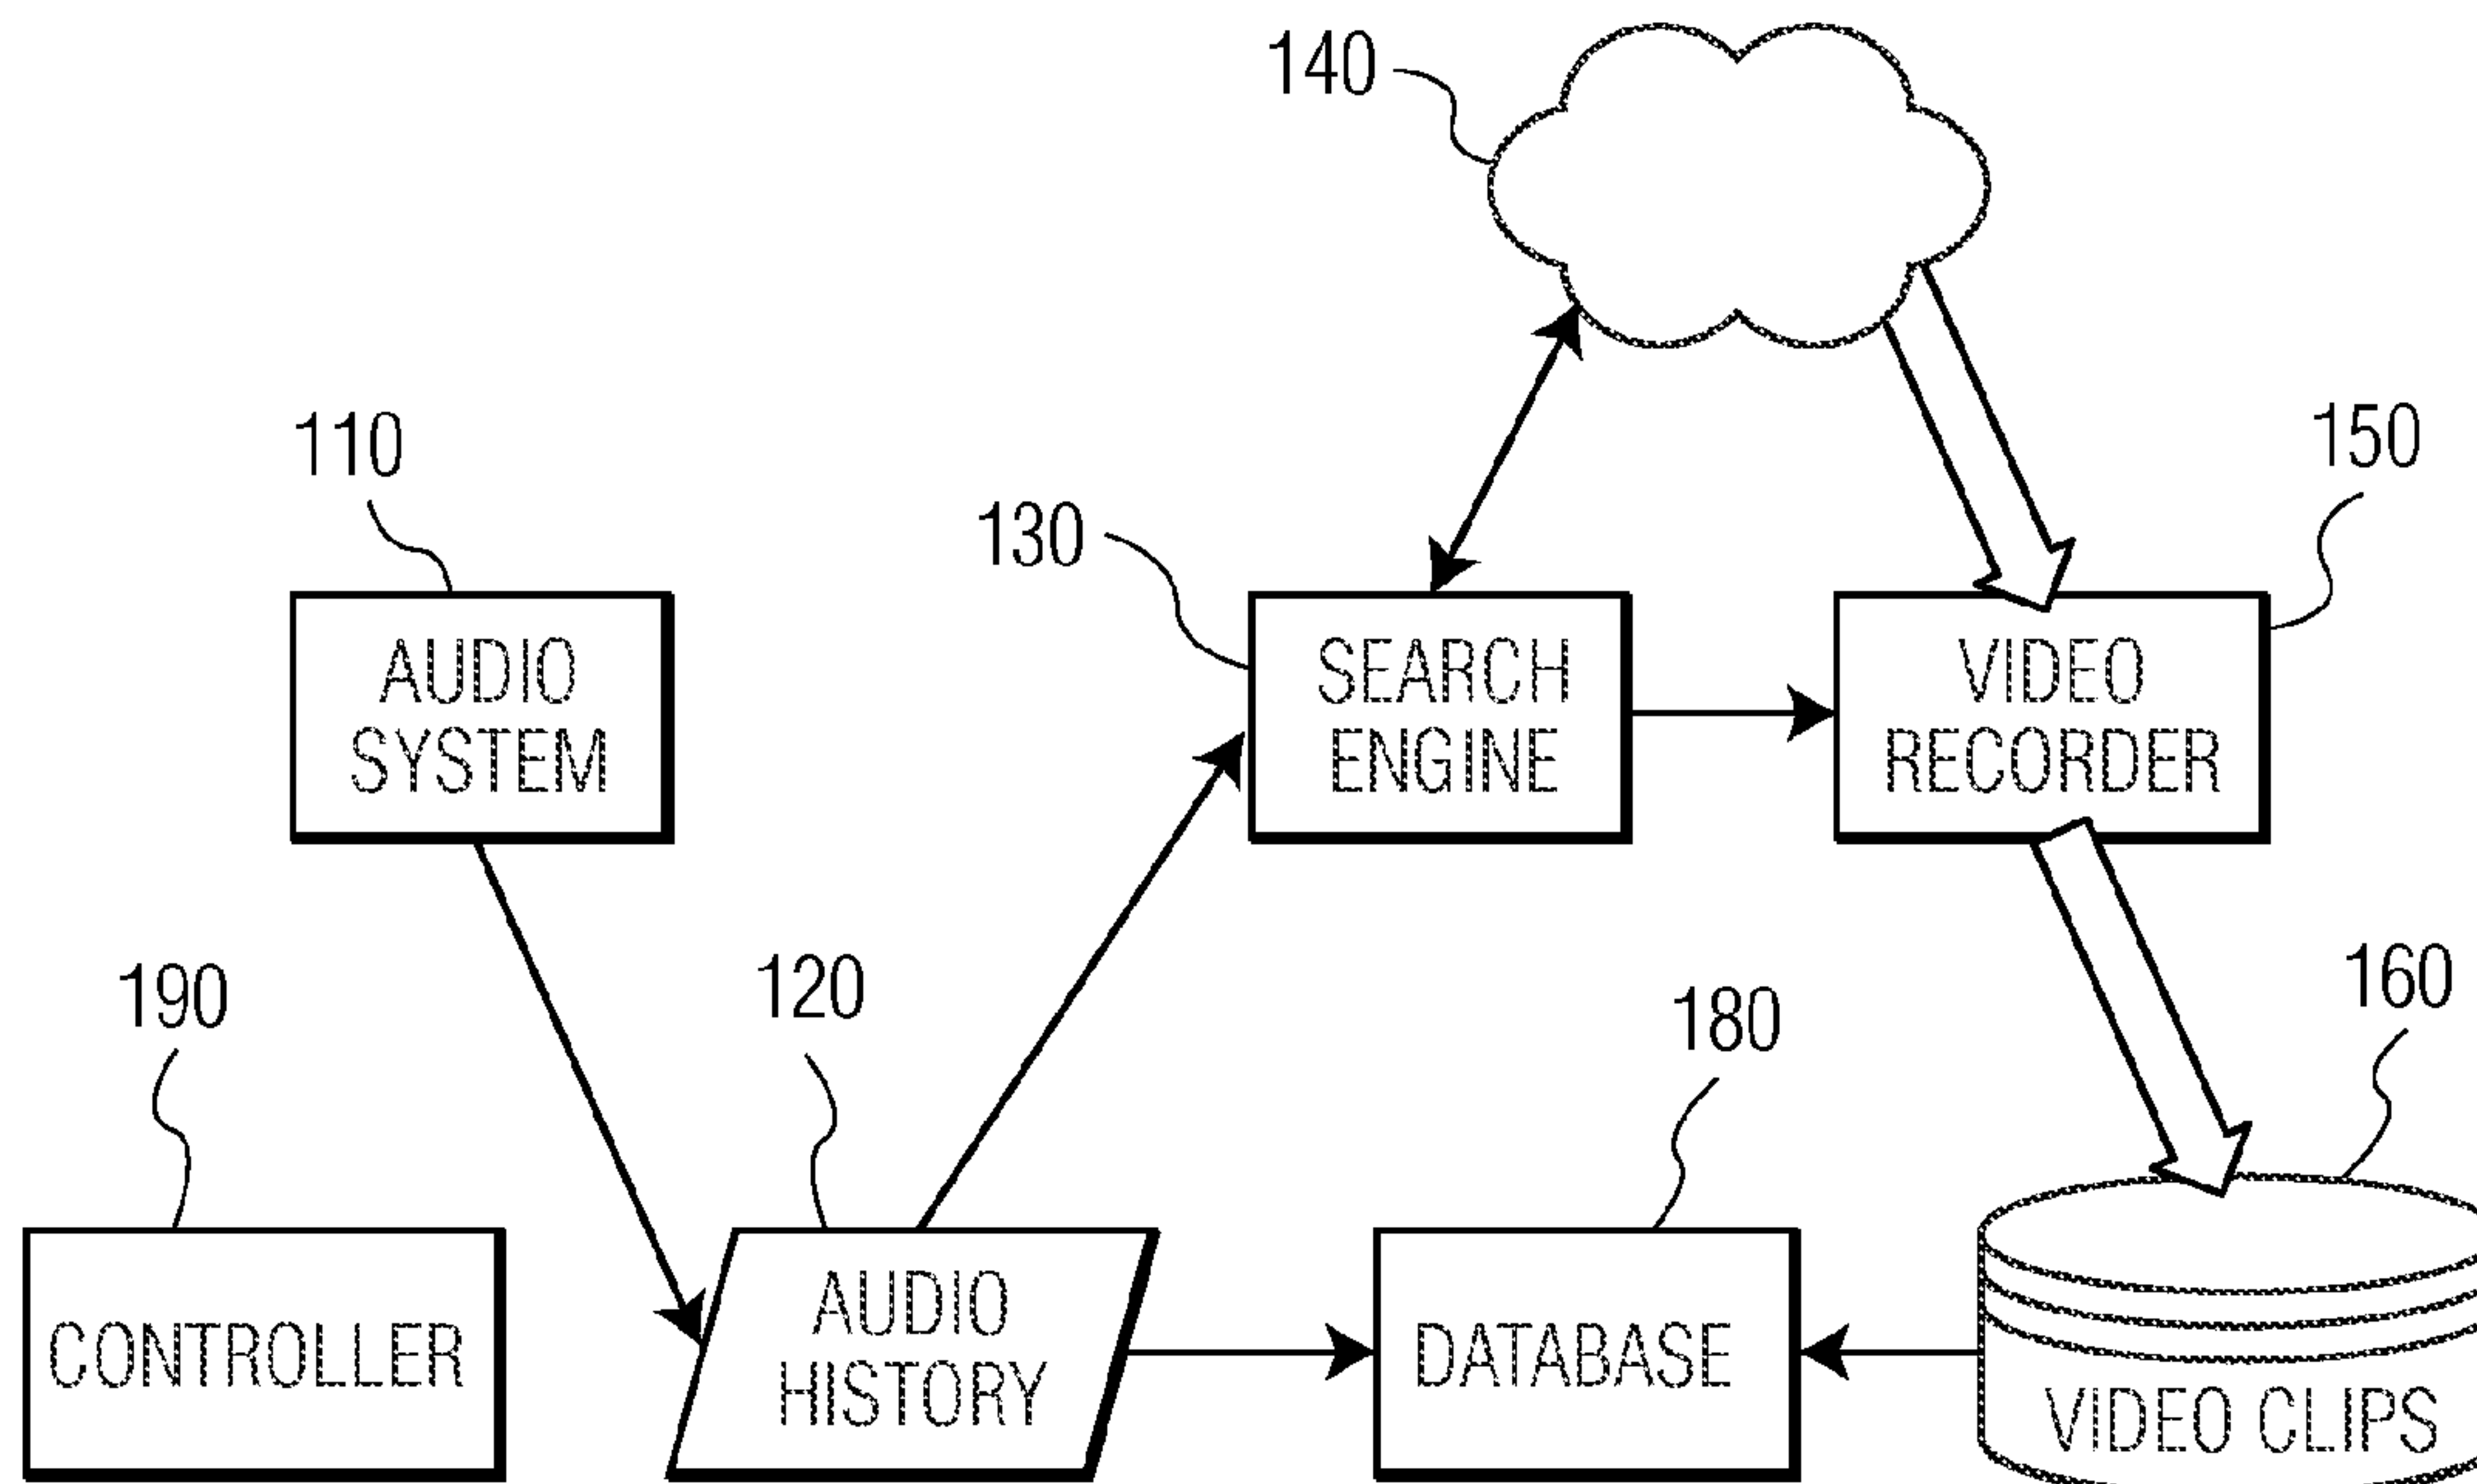 140
110
150
130
AUDIO
SYSTEM
SEARCH
ENGINE
VIDEO
RECORDER
190
120
180
160
CONTROLLER
AUDIO
HISTORY
DATABASE
VIDEO CLIPS